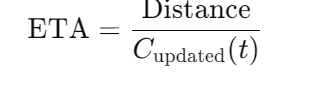 ETA = Distance / C_updated(t)